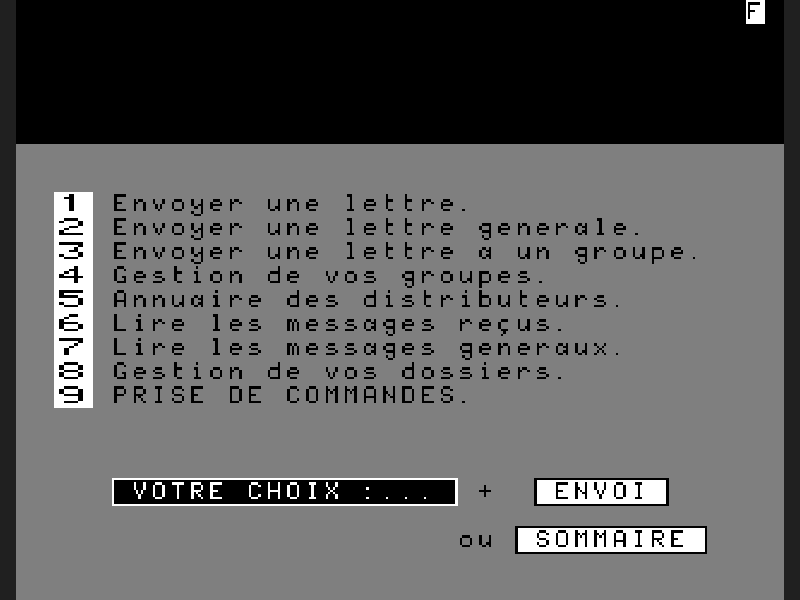 F
1 Envoyer une lettre.
2 Envoyer une lettre generale.
3 Envoyer une lettre a un groupe.
4 Gestion de vos groupes.
5 Annuaire des distributeurs.
6 Lire les messages reçus.
7 Lire les messages generaux.
8 Gestion de vos dossiers.
9 PRISE DE COMMANDES.
VOTRE CHOIX :... + ENVOI
ou SOMMAIRE